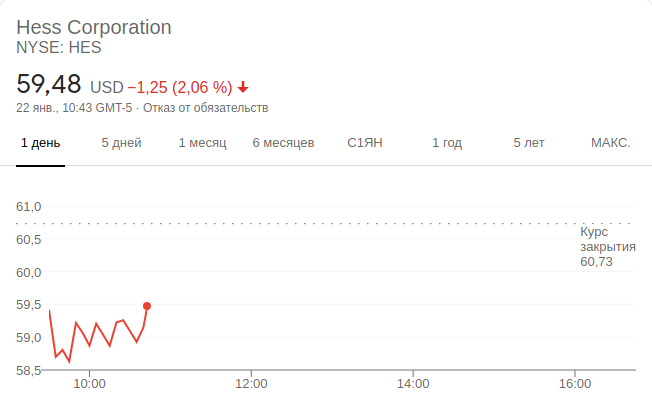 Hess Corporation
NYSE: HES
59,48 USD −1,25 (2,06 %)
22 янв., 10:43 GMT-5 · Отказ от обязательств
1 день 5 дней 1 месяц 6 месяцев С1ЯН 1 год 5 лет МАКС.
61,0
Курс
60,5
закрытия
60,73
60,0
59,5
59,0
58,5
10:00 12:00 14:00 16:00